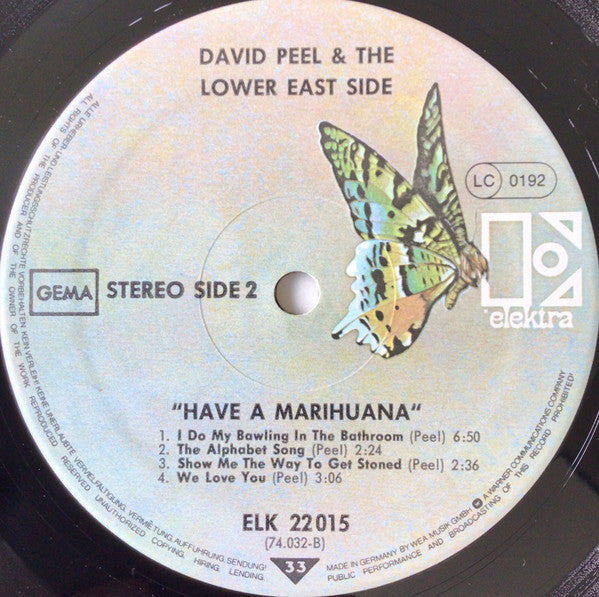 DAVID PEEL & THE
LOWER EAST SIDE
LC 0192
elektra
GEMA
STEREO SIDE 2
"HAVE A MARIHUANA"
1. I Do My Bawling In The Bathroom (Peel) 6:50
2. The Alphabet Song (Peel) 2:24
3. Show Me The Way To Get Stoned (Peel) 2:36
4. We Love You (Peel) 3:06
ELK 22015
(74.032-B)
33
ALLE URHEBER- UND LEISTUNGSSCHUTZRECHTE VORBEHALTEN. KEIN VERLEIH! KEINE UNERLAUBTE VERVIELFÄLTIGUNG, VERMIETUNG, AUFFÜHRUNG, SENDUNG!
ALL RIGHTS OF THE PRODUCER AND OF THE OWNER OF THE WORK REPRODUCED RESERVED UNAUTHORIZED COPYING, HIRING, LENDING,
PUBLIC PERFORMANCE AND BROADCASTING OF THIS RECORD PROHIBITED!
MADE IN GERMANY BY WEA MUSIK GMBH A WARNER COMMUNICATIONS COMPANY